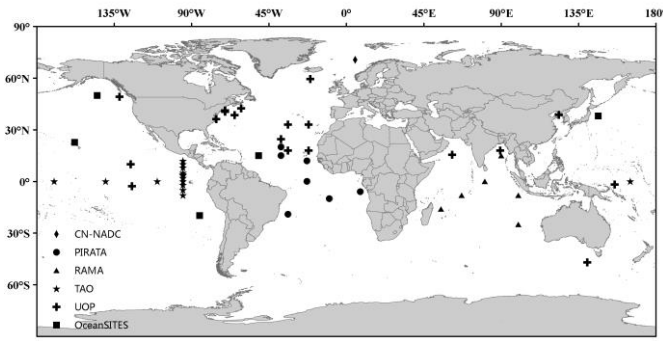 135°W 90°W 45°W 0° 45°E 90°E 135°E 180°
90°
60°N
30°N
0°
30°S
60°S
CN-NADC
PIRATA
RAMA
TAO
UOP
OceanSITES